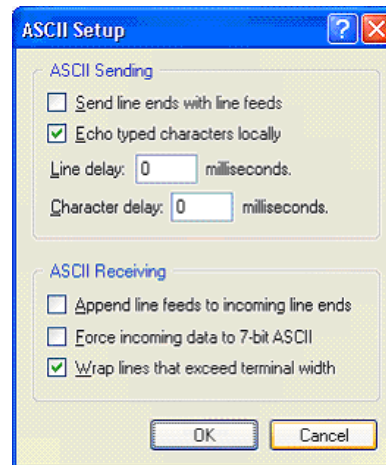 ASCII Setup
ASCII Sending
Send line ends with line feeds
Echo typed characters locally
Line delay: 0 milliseconds.
Character delay: 0 milliseconds.
ASCII Receiving
Append line feeds to incoming line ends
Force incoming data to 7-bit ASCII
Wrap lines that exceed terminal width
OK Cancel